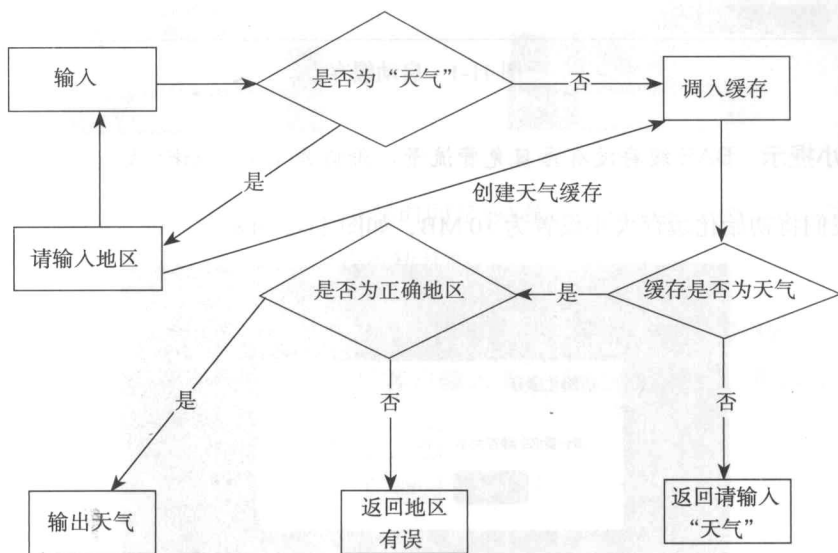 输入
是否为“天气”
否
调入缓存
是
创建天气缓存
请输入地区
是否为正确地区
是
缓存是否为天气
是
否
否
输出天气
返回地区
有误
返回请输入
“天气”